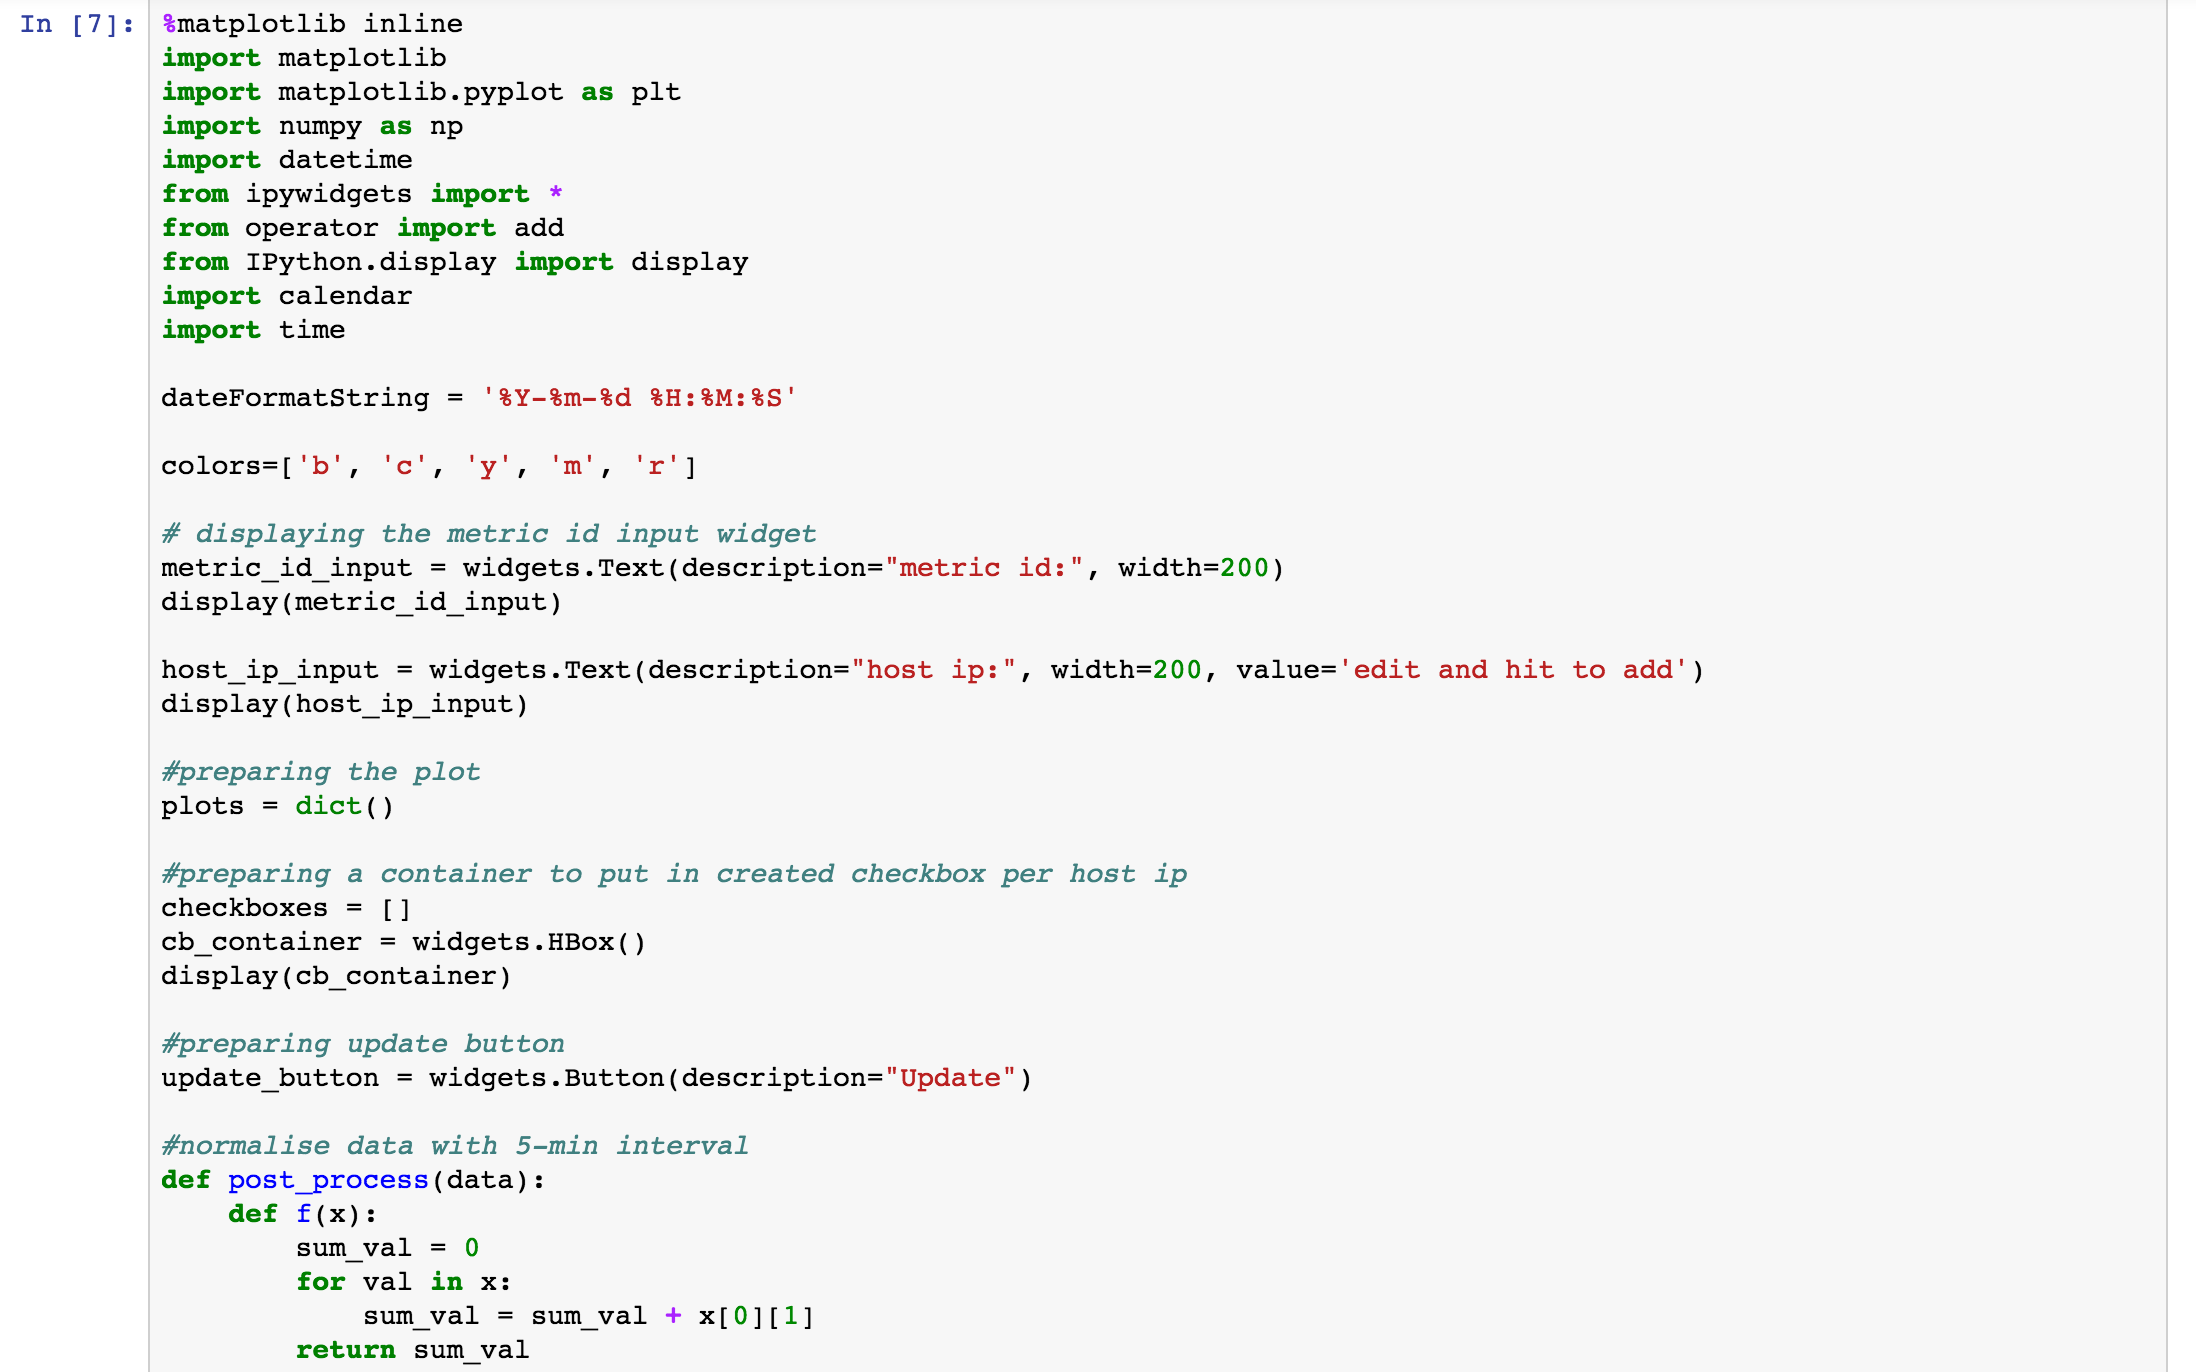 In [7]:
%matplotlib inline
import matplotlib
import matplotlib.pyplot as plt
import numpy as np
import datetime
from ipywidgets import *
from operator import add
from IPython.display import display
import calendar
import time
dateFormatString = '%Y-%m-%d %H:%M:%S'
colors=['b', 'c', 'y', 'm', 'r']
# displaying the metric id input widget
metric_id_input = widgets.Text(description="metric id:", width=200)
display(metric_id_input)
host_ip_input = widgets.Text(description="host ip:", width=200, value='edit and hit to add')
display(host_ip_input)
#preparing the plot
plots = dict()
#preparing a container to put in created checkbox per host ip
checkboxes = []
cb_container = widgets.HBox()
display(cb_container)
#preparing update button
update_button = widgets.Button(description="Update")
#normalise data with 5-min interval
def post_process(data):
    def f(x):
        sum_val = 0
        for val in x:
            sum_val = sum_val + x[0][1]
        return sum_val